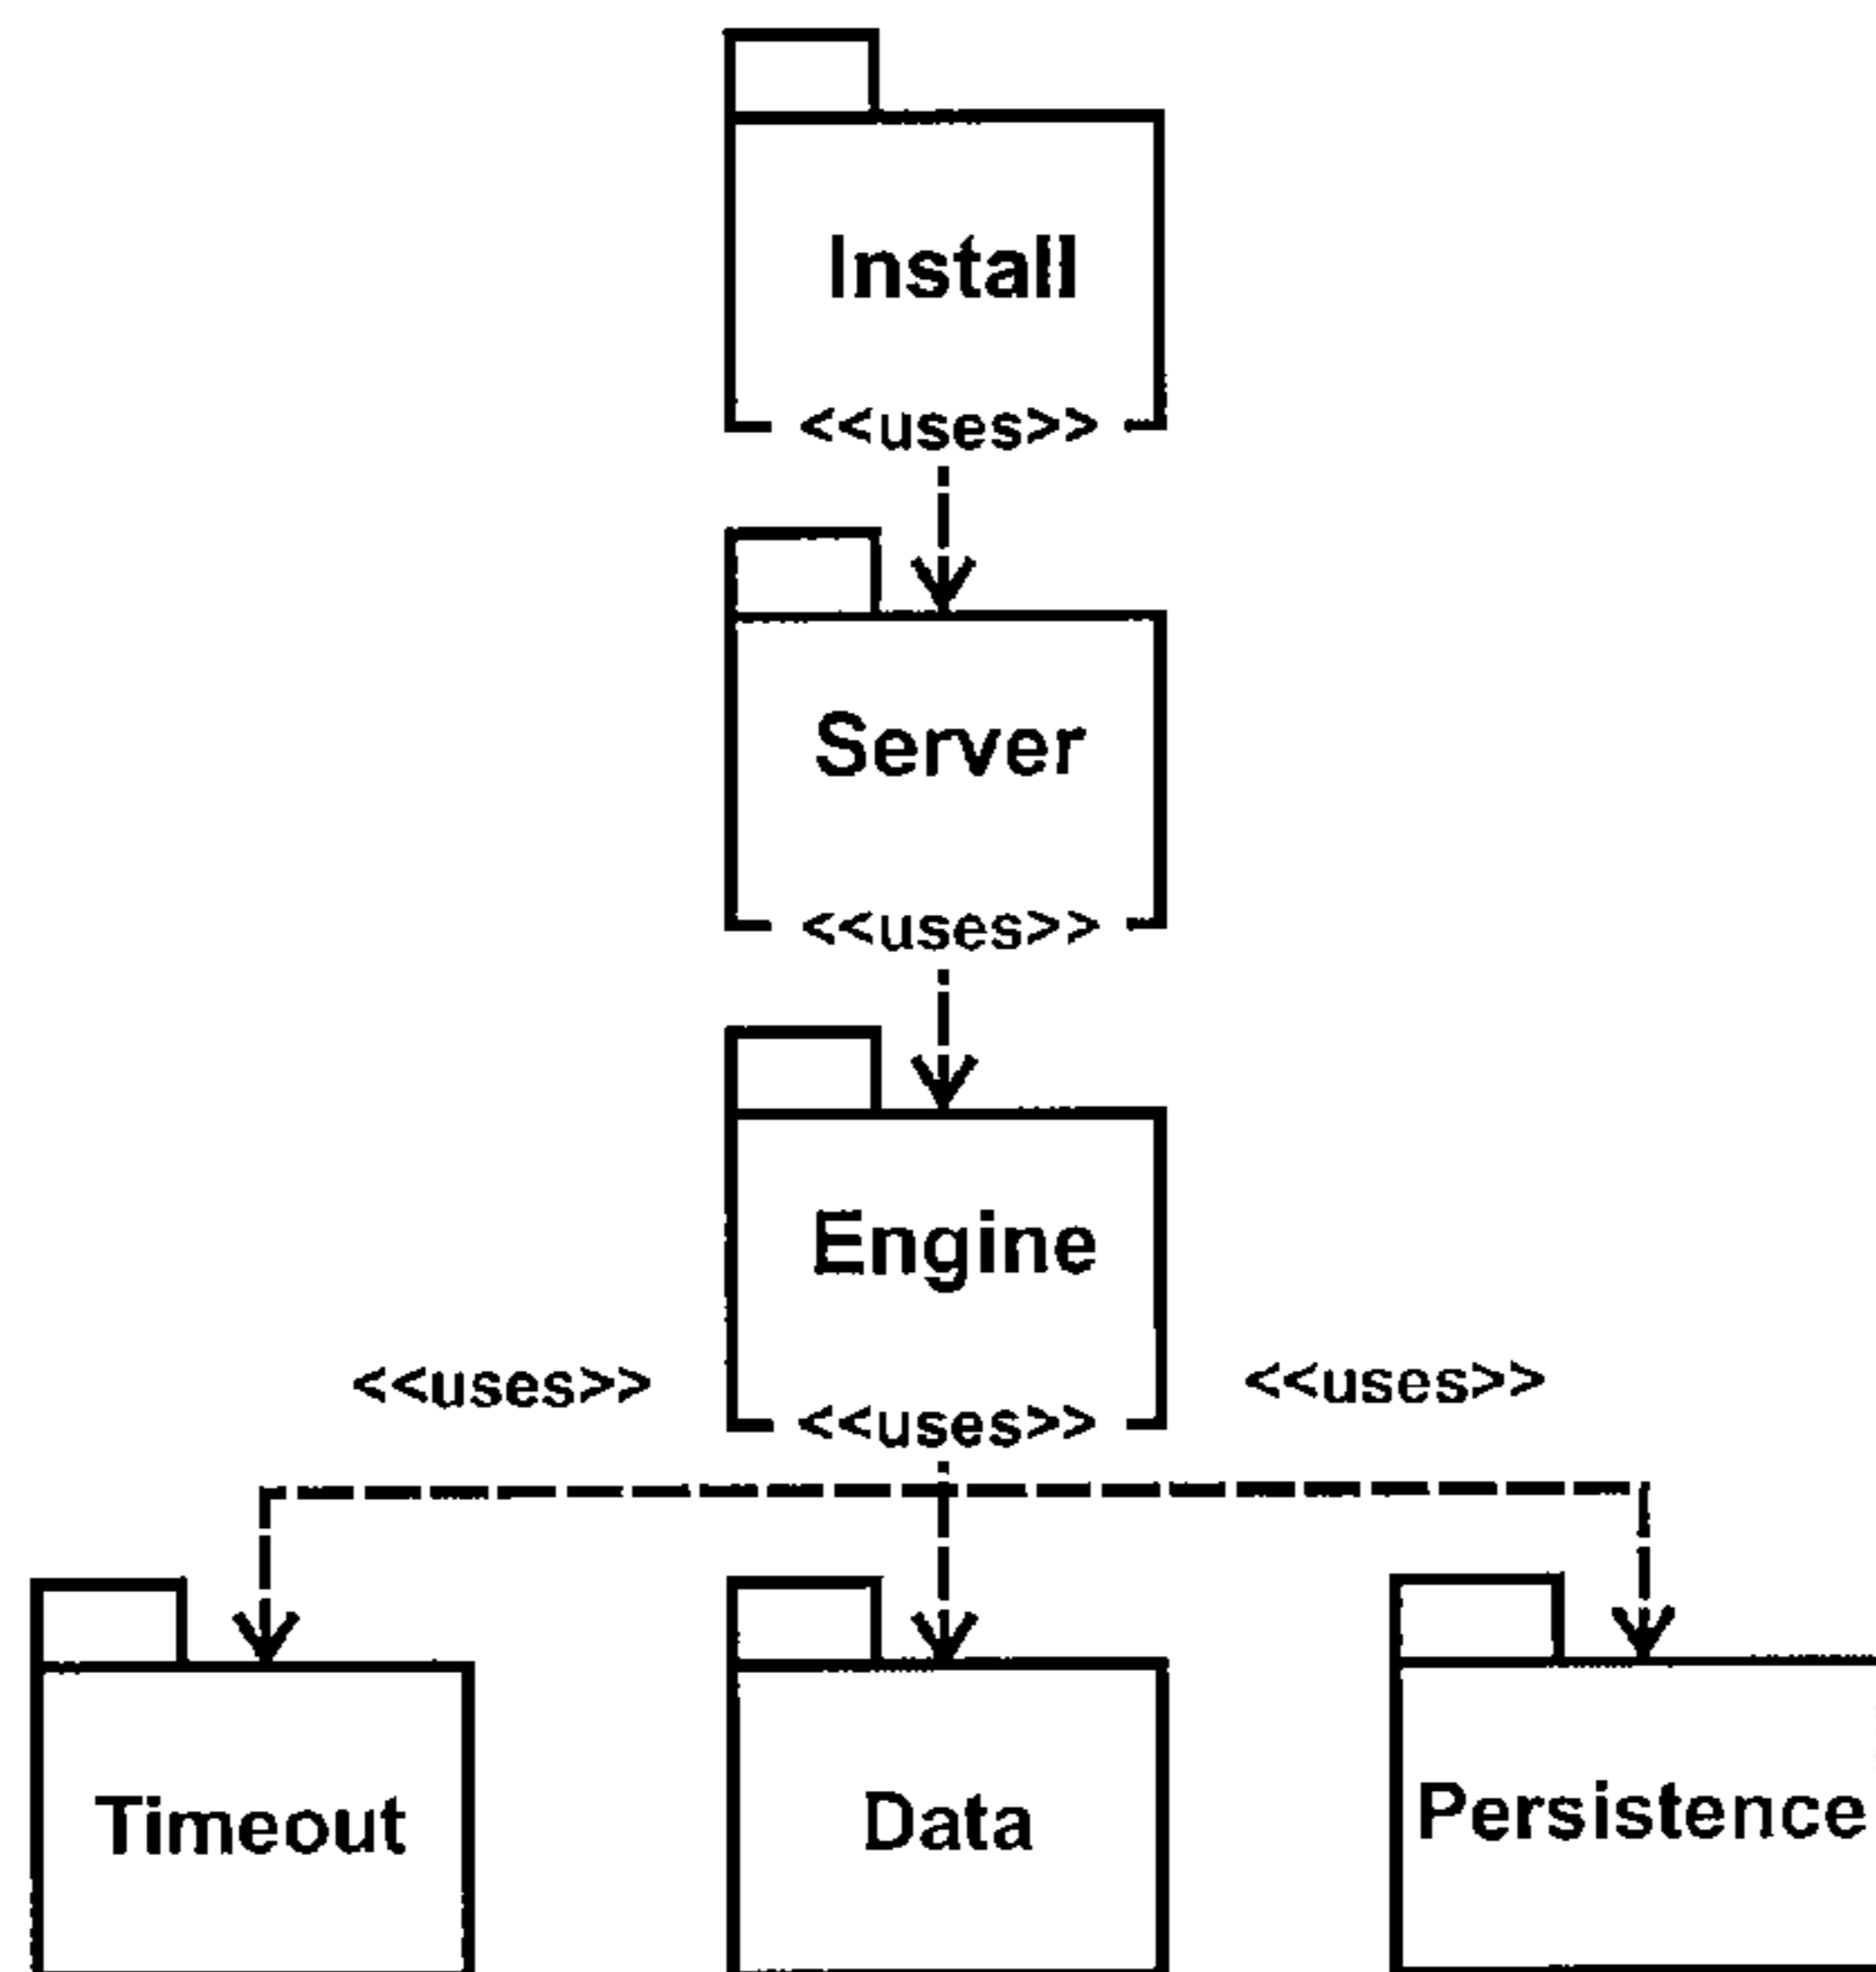 Install
<<uses>>
Server
<<uses>>
Engine
<<uses>>
<<uses>>
<<uses>>
Timeout
Data
Persistence